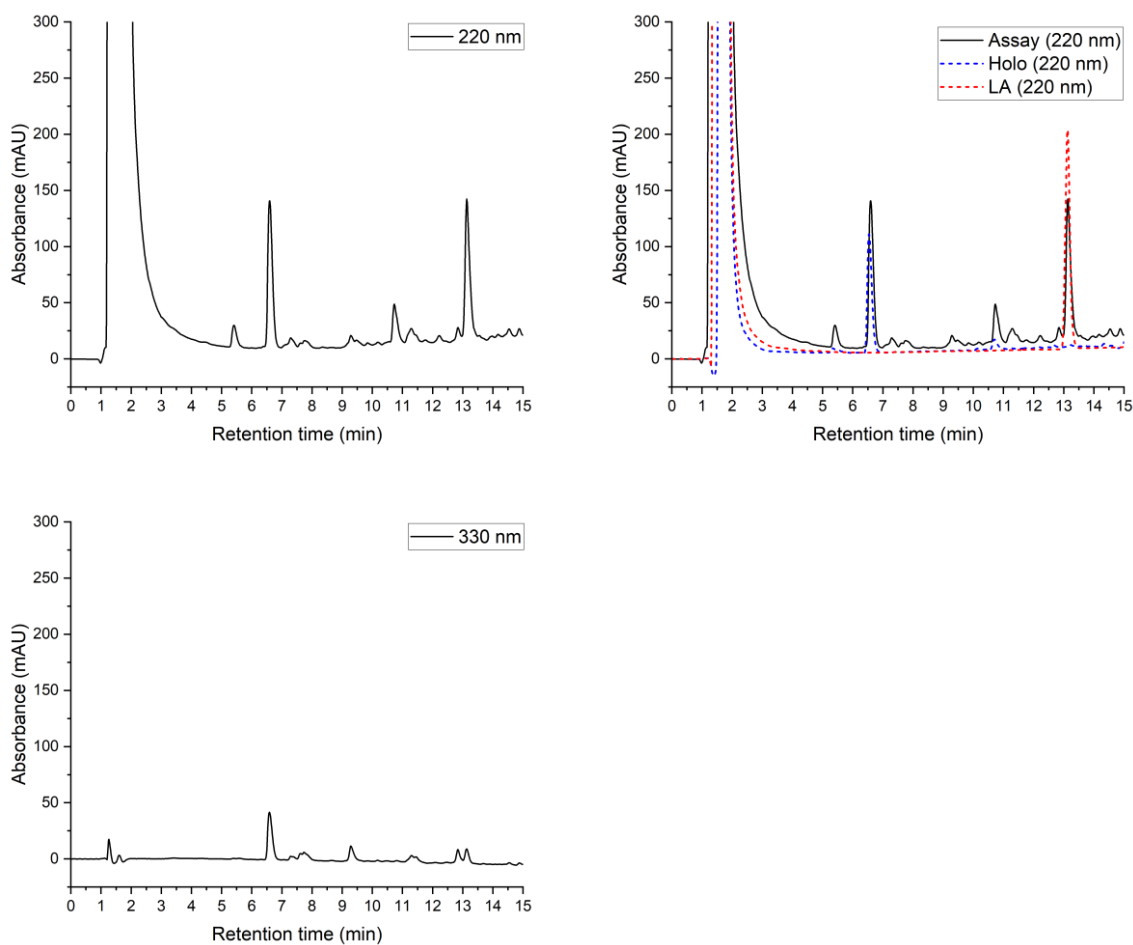 300
250
200
150
100
50
0
Absorbance (mAU)
220 nm
0 1 2 3 4 5 6 7 8 9 10 11 12 13 14 15
Retention time (min)
300
250
200
150
100
50
0
Absorbance (mAU)
Assay (220 nm)
Holo (220 nm)
LA (220 nm)
0 1 2 3 4 5 6 7 8 9 10 11 12 13 14 15
Retention time (min)
300
250
200
150
100
50
0
Absorbance (mAU)
330 nm
0 1 2 3 4 5 6 7 8 9 10 11 12 13 14 15
Retention time (min)